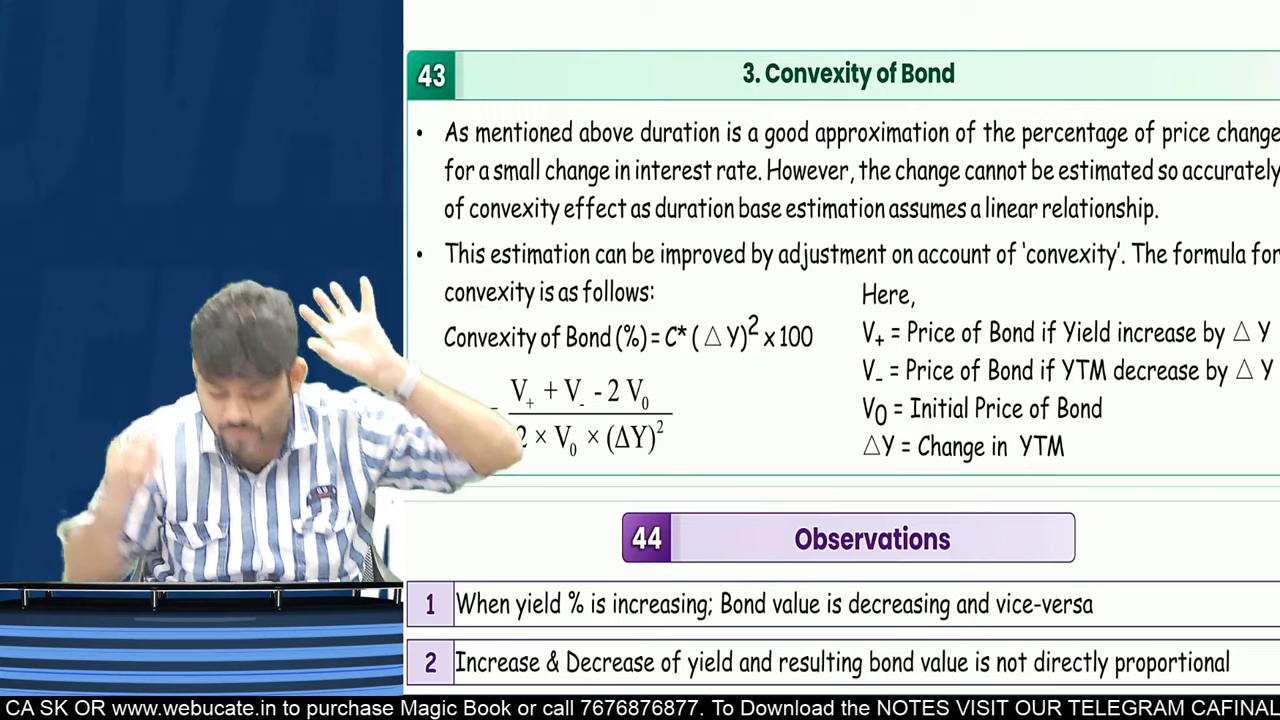 43
3. Convexity of Bond
• As mentioned above duration is a good approximation of the percentage of price change
for a small change in interest rate. However, the change cannot be estimated so accurately
of convexity effect as duration base estimation assumes a linear relationship.
• This estimation can be improved by adjustment on account of ‘convexity’. The formula for
convexity is as follows:
Convexity of Bond (%) = C* (△Y)² x 100
V₊ + V₋ - 2 V₀
2 × V₀ × (ΔY)²
Here,
V₊ = Price of Bond if Yield increase by △ Y
V₋ = Price of Bond if YTM decrease by △ Y
V₀ = Initial Price of Bond
△Y = Change in YTM
44
Observations
1 When yield % is increasing; Bond value is decreasing and vice-versa
2 Increase & Decrease of yield and resulting bond value is not directly proportional
CA SK OR www.webucate.in to purchase Magic Book or call 7676876877. To Download the NOTES VISIT OUR TELEGRAM CAFINAL